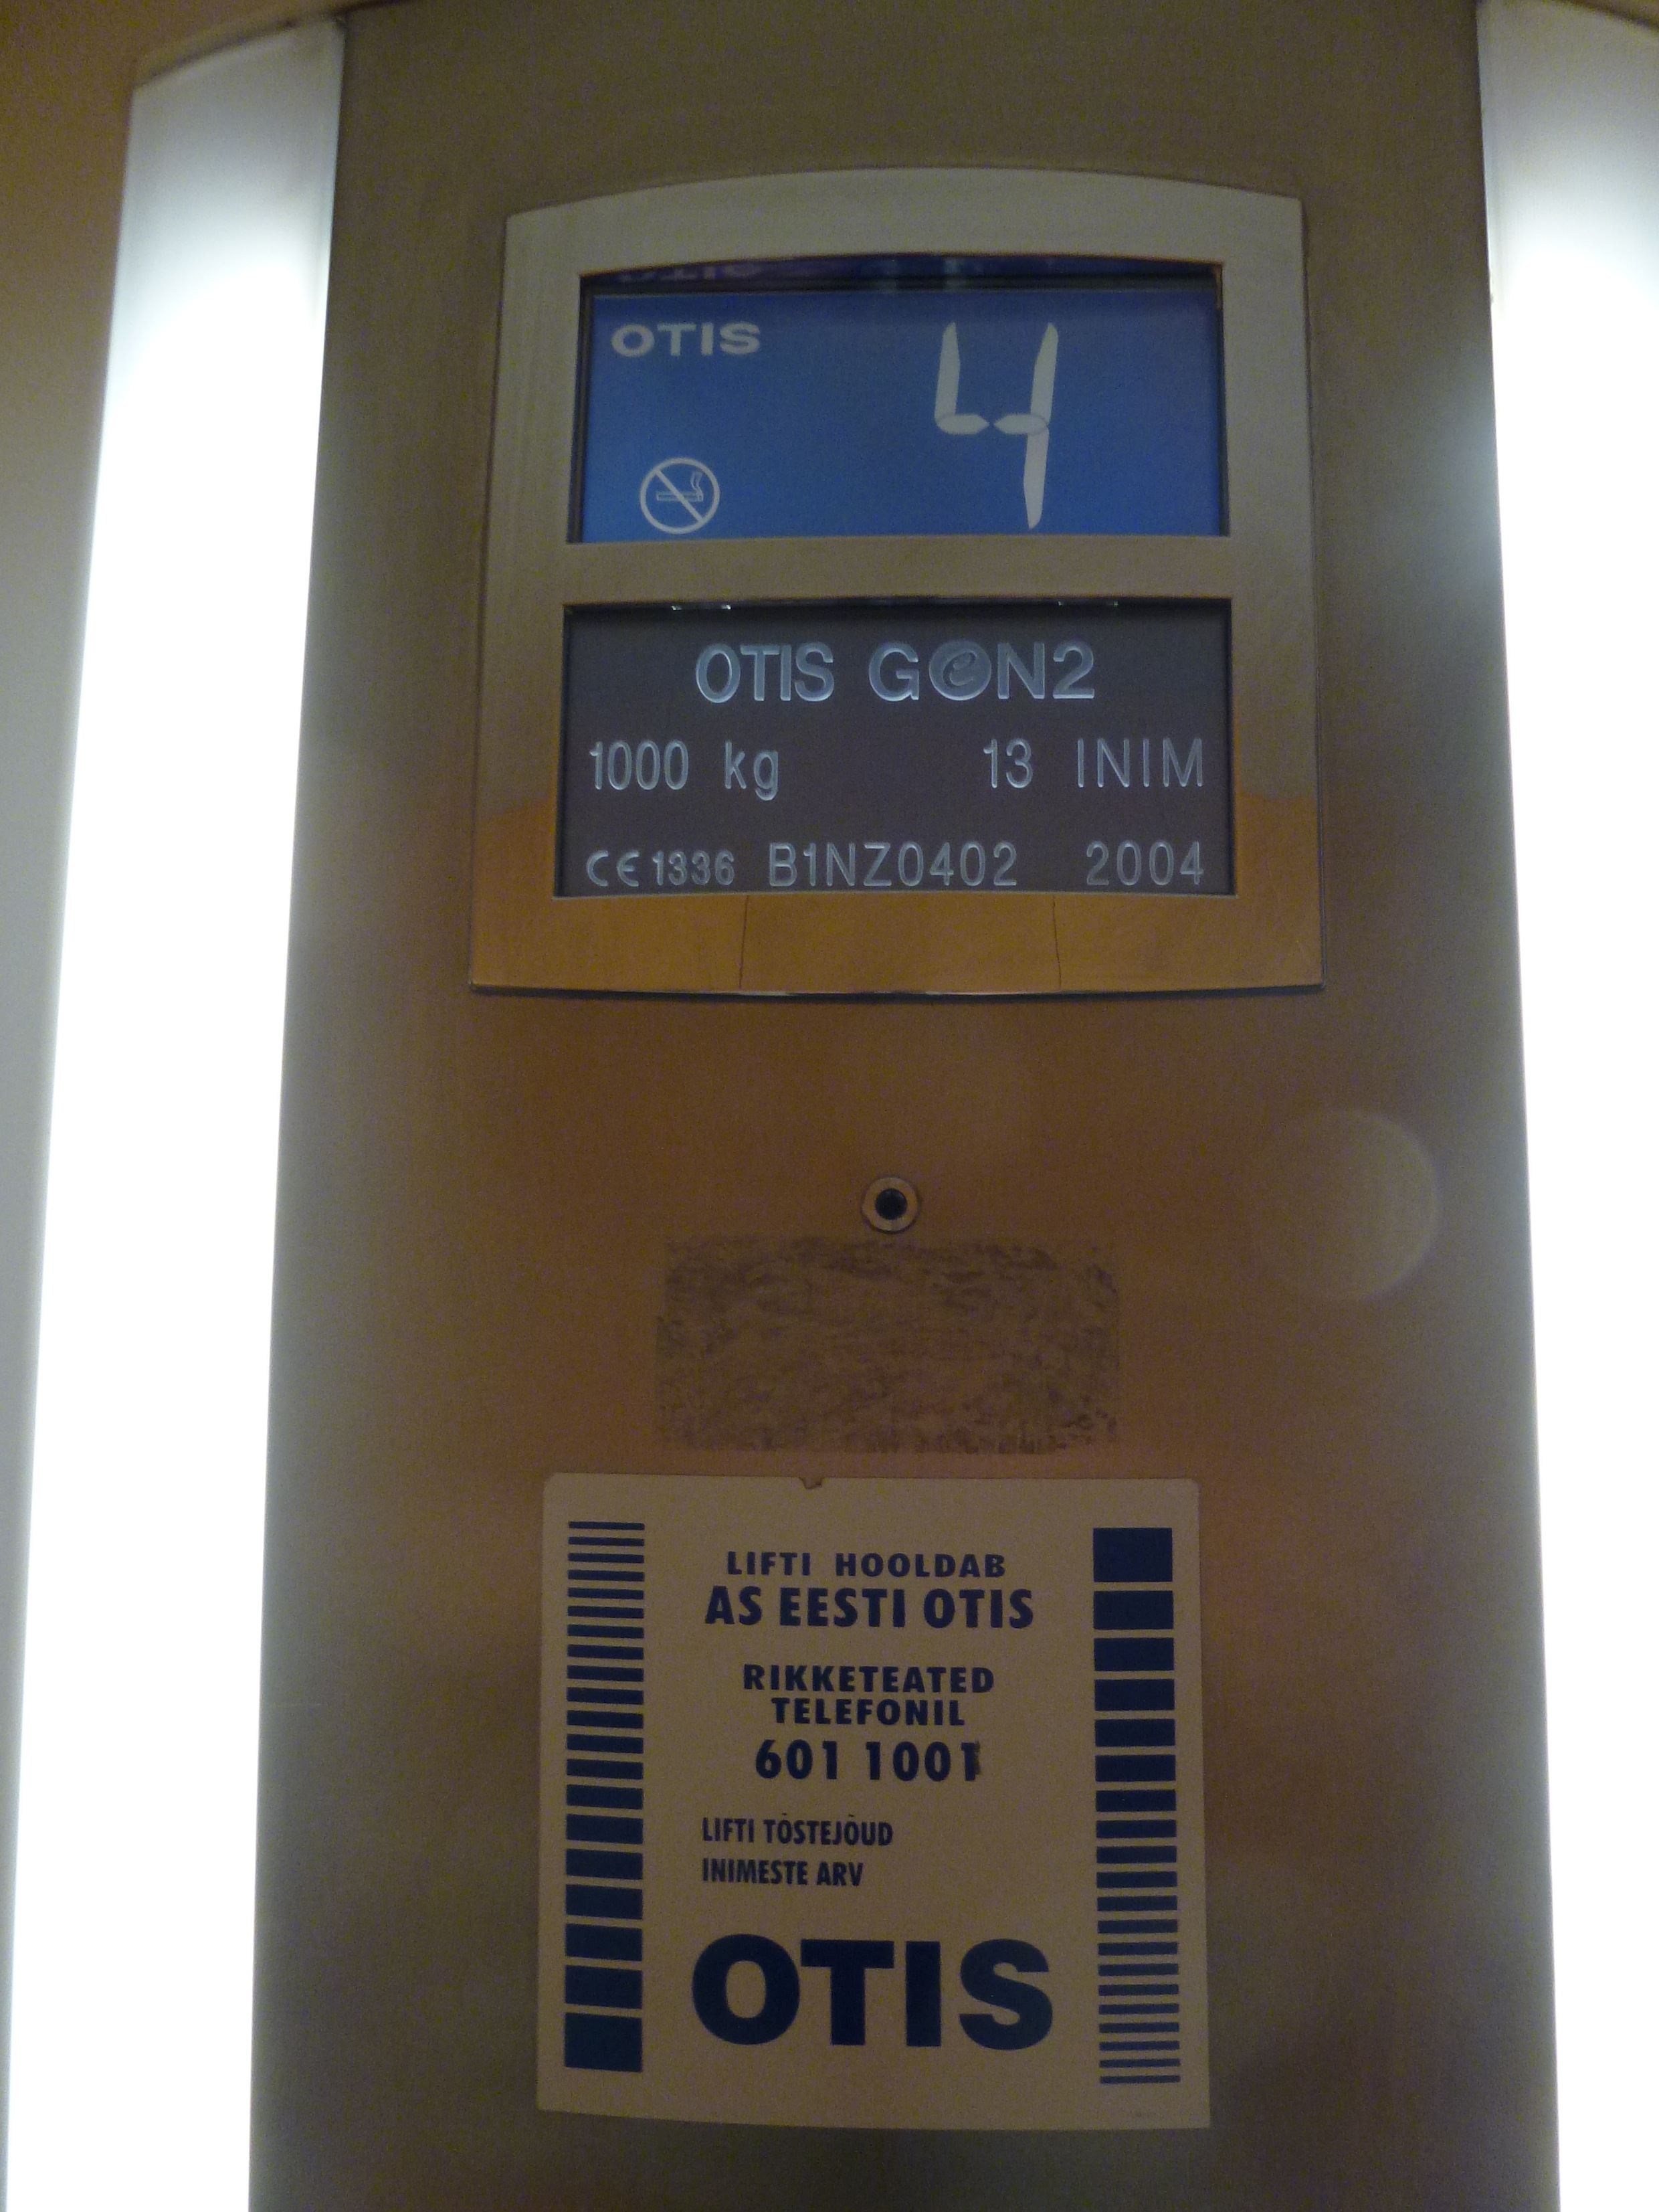 OTIS
4
OTIS GeN2
1000 kg 13 INIM
CE 1336 B1NZ0402 2004
LIFTI HOOLDAB
AS EESTI OTIS
RIKKETEATED
TELEFONIL
601 1001
LIFTI TÕSTEJÕUD
INIMESTE ARV
OTIS